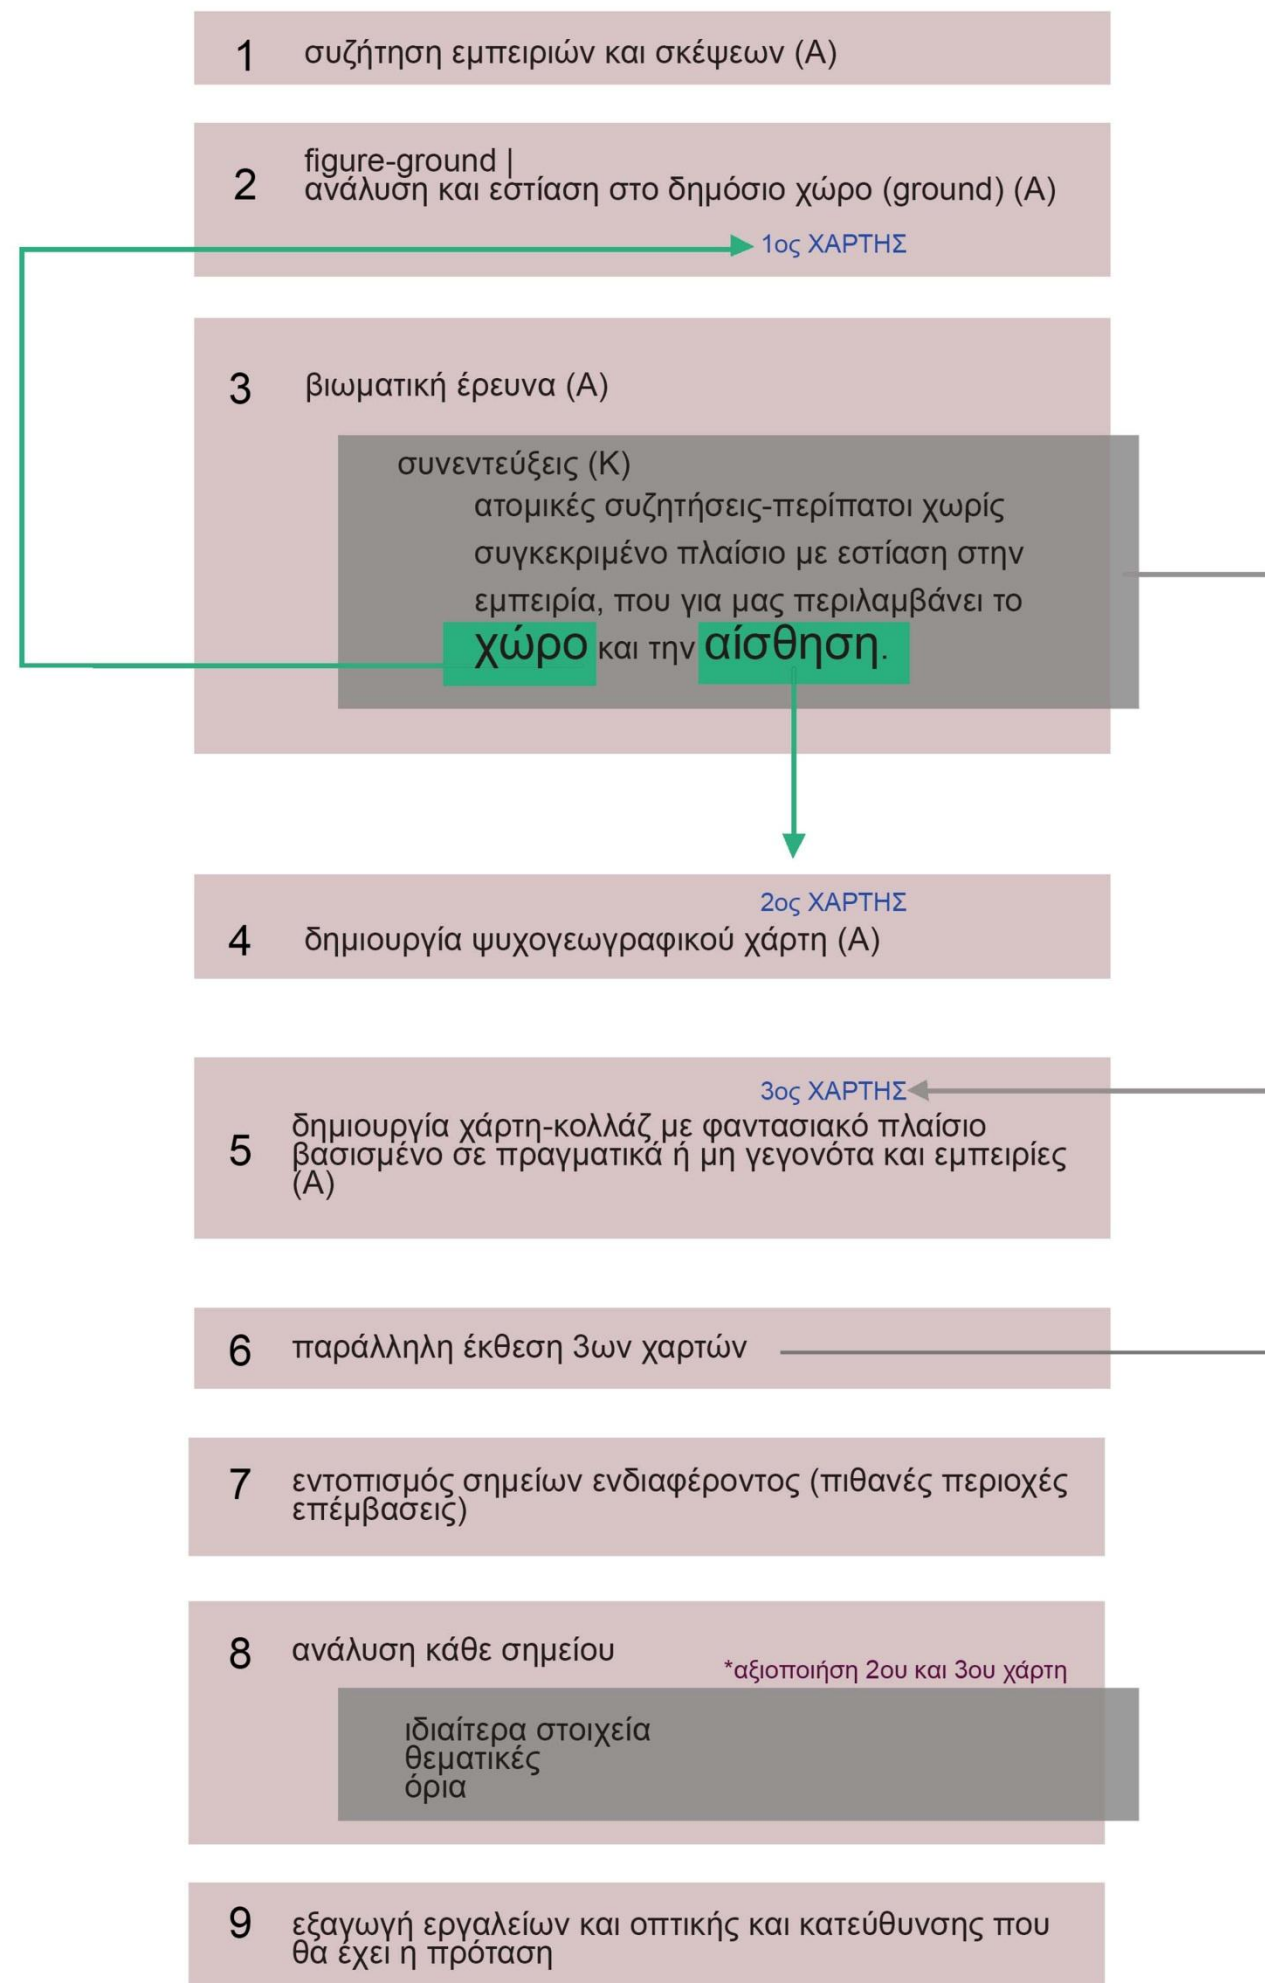 1 συζήτηση εμπειριών και σκέψεων (Α)
2 figure-ground |
ανάλυση και εστίαση στο δημόσιο χώρο (ground) (Α)
1ος ΧΑΡΤΗΣ
3 βιωματική έρευνα (Α)
συνεντεύξεις (Κ)
ατομικές συζητήσεις-περίπατοι χωρίς
συγκεκριμένο πλαίσιο με εστίαση στην
εμπειρία, που για μας περιλαμβάνει το
χώρο και την αίσθηση.
2ος ΧΑΡΤΗΣ
4 δημιουργία ψυχογεωγραφικού χάρτη (Α)
3ος ΧΑΡΤΗΣ
δημιουργία χάρτη-κολλάζ με φαντασιακό πλαίσιο
5 βασισμένο σε πραγματικά ή μη γεγονότα και εμπειρίες
(Α)
6 παράλληλη έκθεση 3ων χαρτών
7 εντοπισμός σημείων ενδιαφέροντος (πιθανές περιοχές
επέμβασεις)
8 ανάλυση κάθε σημείου
*αξιοποιήση 2ου και 3ου χάρτη
ιδιαίτερα στοιχεία
θεματικές
όρια
9 εξαγωγή εργαλείων και οπτικής και κατεύθυνσης που
θα έχει η πρόταση